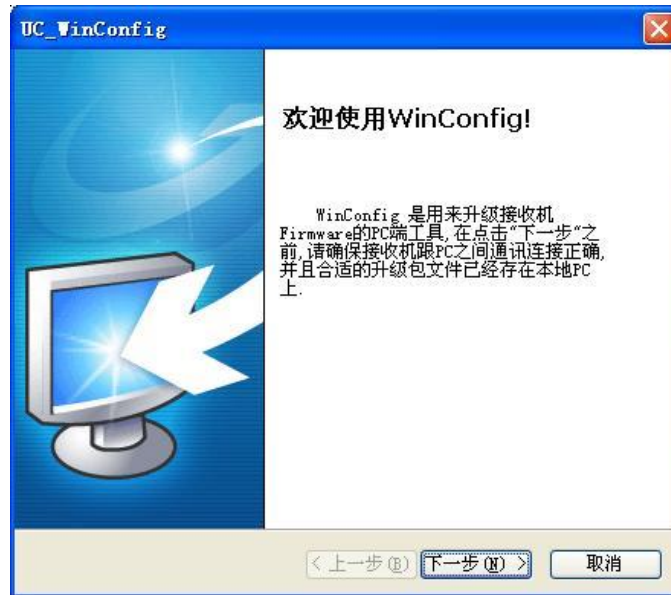 UC_WinConfig
欢迎使用WinConfig!
WinConfig 是用来升级接收机
Firmware的PC端工具,在点击“下一步”之
前,请确保接收机跟PC之间通讯连接正确,
并且合适的升级包文件已经存在本地PC
上.
< 上一步(B) 下一步(N) > 取消